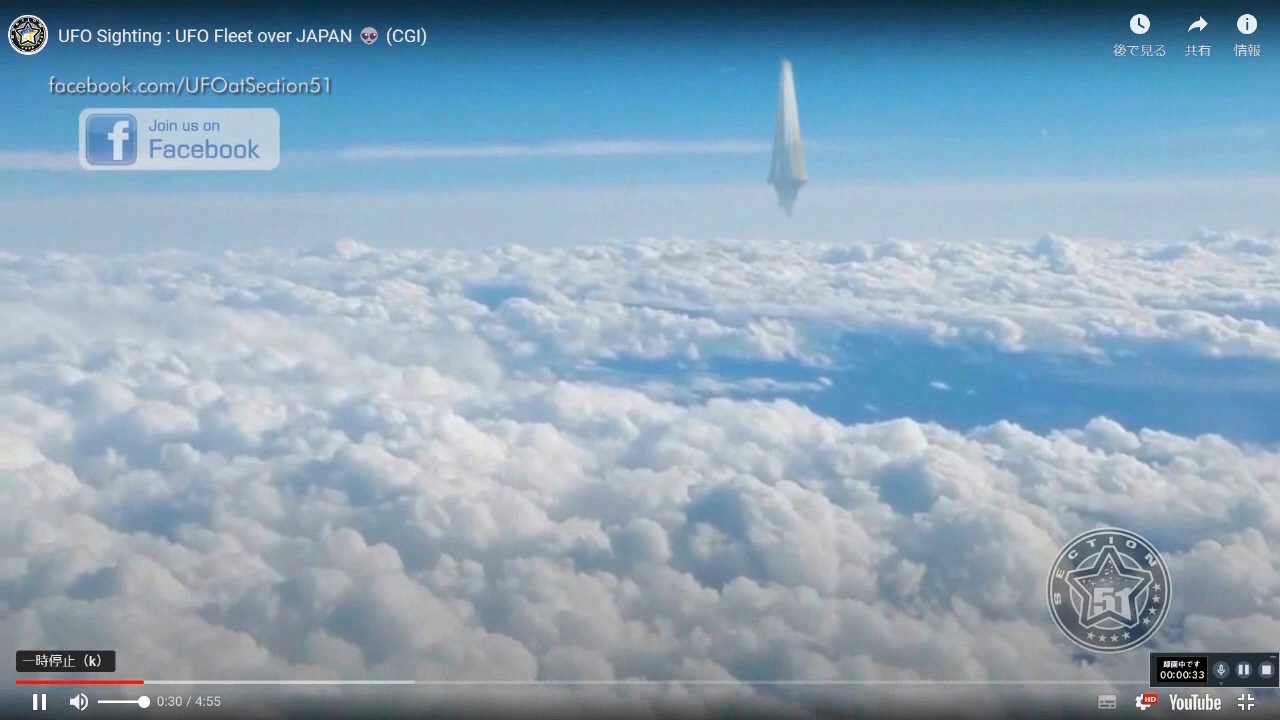 UFO Sighting : UFO Fleet over JAPAN 👽 (CGI)
後で見る
共有
情報
facebook.com/UFOatSection51
f
Join us on
Facebook
SECTION
51
一時停止（k）
録画中です
00:00:33
0:30 / 4:55
HD
YouTube